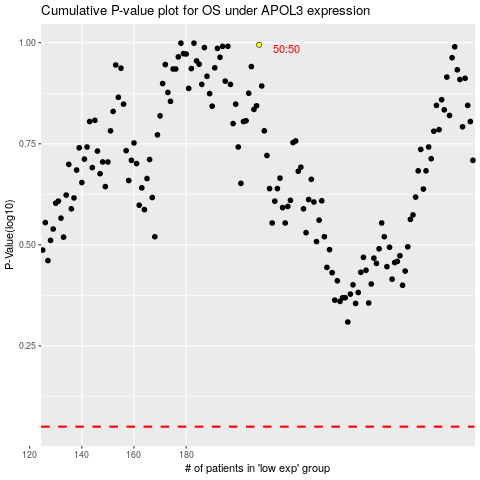 Cumulative P-value plot for OS under APOL3 expression
1.00
50:50
0.75
P-Value(log10)
0.50
0.25
120 140 160 180
# of patients in 'low exp' group